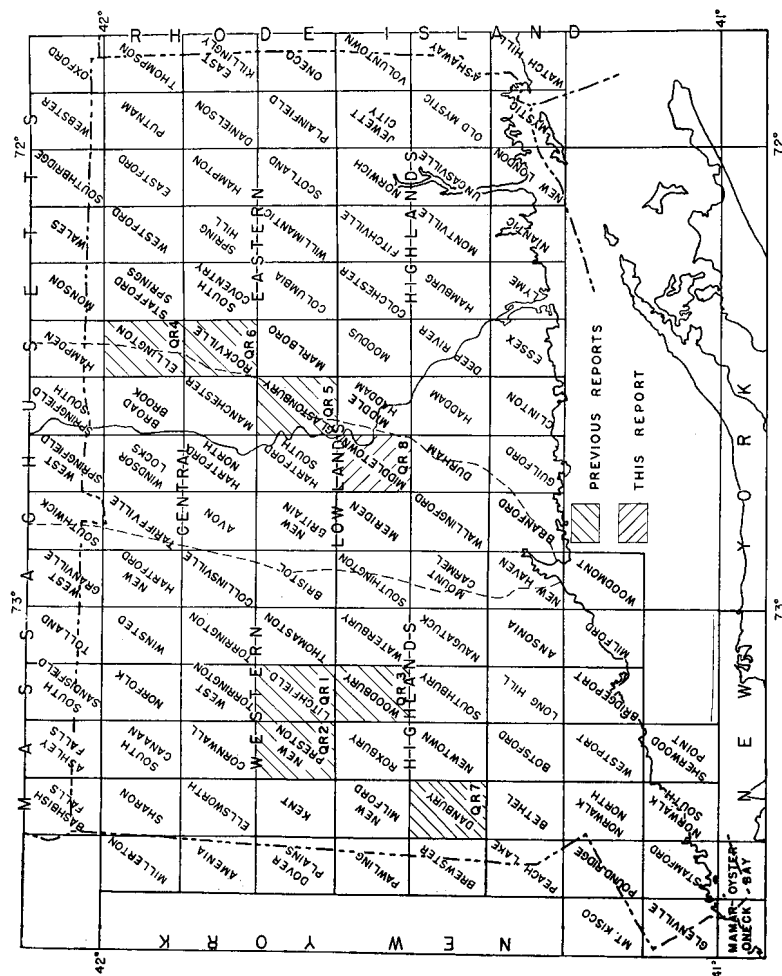 MASSACHUSETTS
42°
73°
72°
42°
BASHBISH FALLS
ASHLEY FALLS
SOUTH SANDISFIELD
TOLLAND
WEST GRANVILLE
SOUTHWICK
WEST SPRINGFIELD
SPRINGFIELD SOUTH
HAMPDEN
MONSON
WALES
SOUTHBRIDGE
WEBSTER
OXFORD
MILLERTON
SHARON
SOUTH CANAAN
NORFOLK
WINSTED
NEW HARTFORD
TARIFFVILLE
WINDSOR LOCKS
BROAD BROOK
ELLINGTON
QR4
STAFFORD SPRINGS
WESTFORD
EASTFORD
PUTNAM
THOMPSON
AMENIA
ELLSWORTH
CORNWALL
WEST TORRINGTON
TORRINGTON
COLLINSVILLE
CENTRAL
AVON
HARTFORD NORTH
MANCHESTER
ROCKVILLE
QR6
SOUTH COVENTRY
SPRING HILL
HAMPTON
DANIELSON
EAST KILLINGLY
WESTERN
EASTERN
DOVER PLAINS
KENT
NEW PRESTON
QR2
LITCHFIELD
QR1
THOMASTON
BRISTOL
NEW BRITAIN
HARTFORD SOUTH
GLASTONBURY
QR5
MARLBORO
COLUMBIA
WILLIMANTIC
SCOTLAND
PLAINFIELD
ONECO
LOWLAND
PAWLING
NEW MILFORD
ROXBURY
WOODBURY
QR3
WATERBURY
SOUTHINGTON
MERIDEN
MIDDLETOWN
QR8
MIDDLE HADDAM
MOODUS
COLCHESTER
FITCHVILLE
NORWICH
JEWETT CITY
VOLUNTOWN
HIGHLANDS
HIGHLANDS
BREWSTER
DANBURY
QR7
NEWTOWN
SOUTHBURY
NAUGATUCK
MOUNT CARMEL
WALLINGFORD
DURHAM
HADDAM
DEEP RIVER
HAMBURG
MONTVILLE
UNCASVILLE
OLD MYSTIC
ASHAWAY
PEACH LAKE
BETHEL
BOTSFORD
LONG HILL
ANSONIA
NEW HAVEN
BRANFORD
GUILFORD
CLINTON
ESSEX
LYME
NIANTIC
NEW LONDON
MYSTIC
WATCH HILL
MT. KISCO
POUND RIDGE
NORWALK NORTH
WESTPORT
BRIDGEPORT
MILFORD
WOODMONT
PREVIOUS REPORTS
THIS REPORT
GLENVILLE
STAMFORD
NORWALK SOUTH
SHERWOOD POINT
MAMARONECK
OYSTER BAY
NEW YORK
RHODE ISLAND
NEW YORK
41°
73°
72°
41°